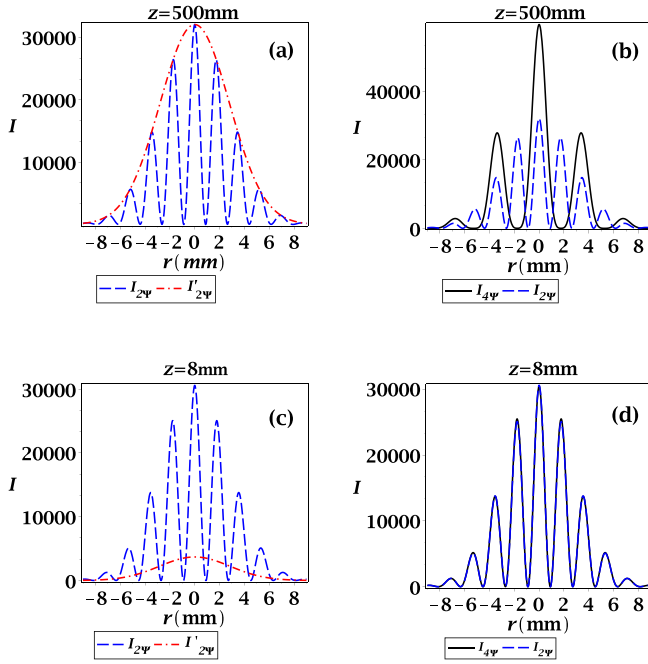 z=500mm
z=500mm
(a)
(b)
30000
20000
10000
I
40000
20000
0
I
−8 −6 −4 −2 0 2 4 6 8
r(mm)
−8 −6 −4 −2 0 2 4 6 8
r(mm)
I2Ψ I'2Ψ
I4Ψ I2Ψ
z=8mm
z=8mm
(c)
(d)
30000
20000
10000
0
I
30000
20000
10000
0
I
−8 −6 −4 −2 0 2 4 6 8
r(mm)
−8 −6 −4 −2 0 2 4 6 8
r(mm)
I2Ψ I'2Ψ
I4Ψ I2Ψ